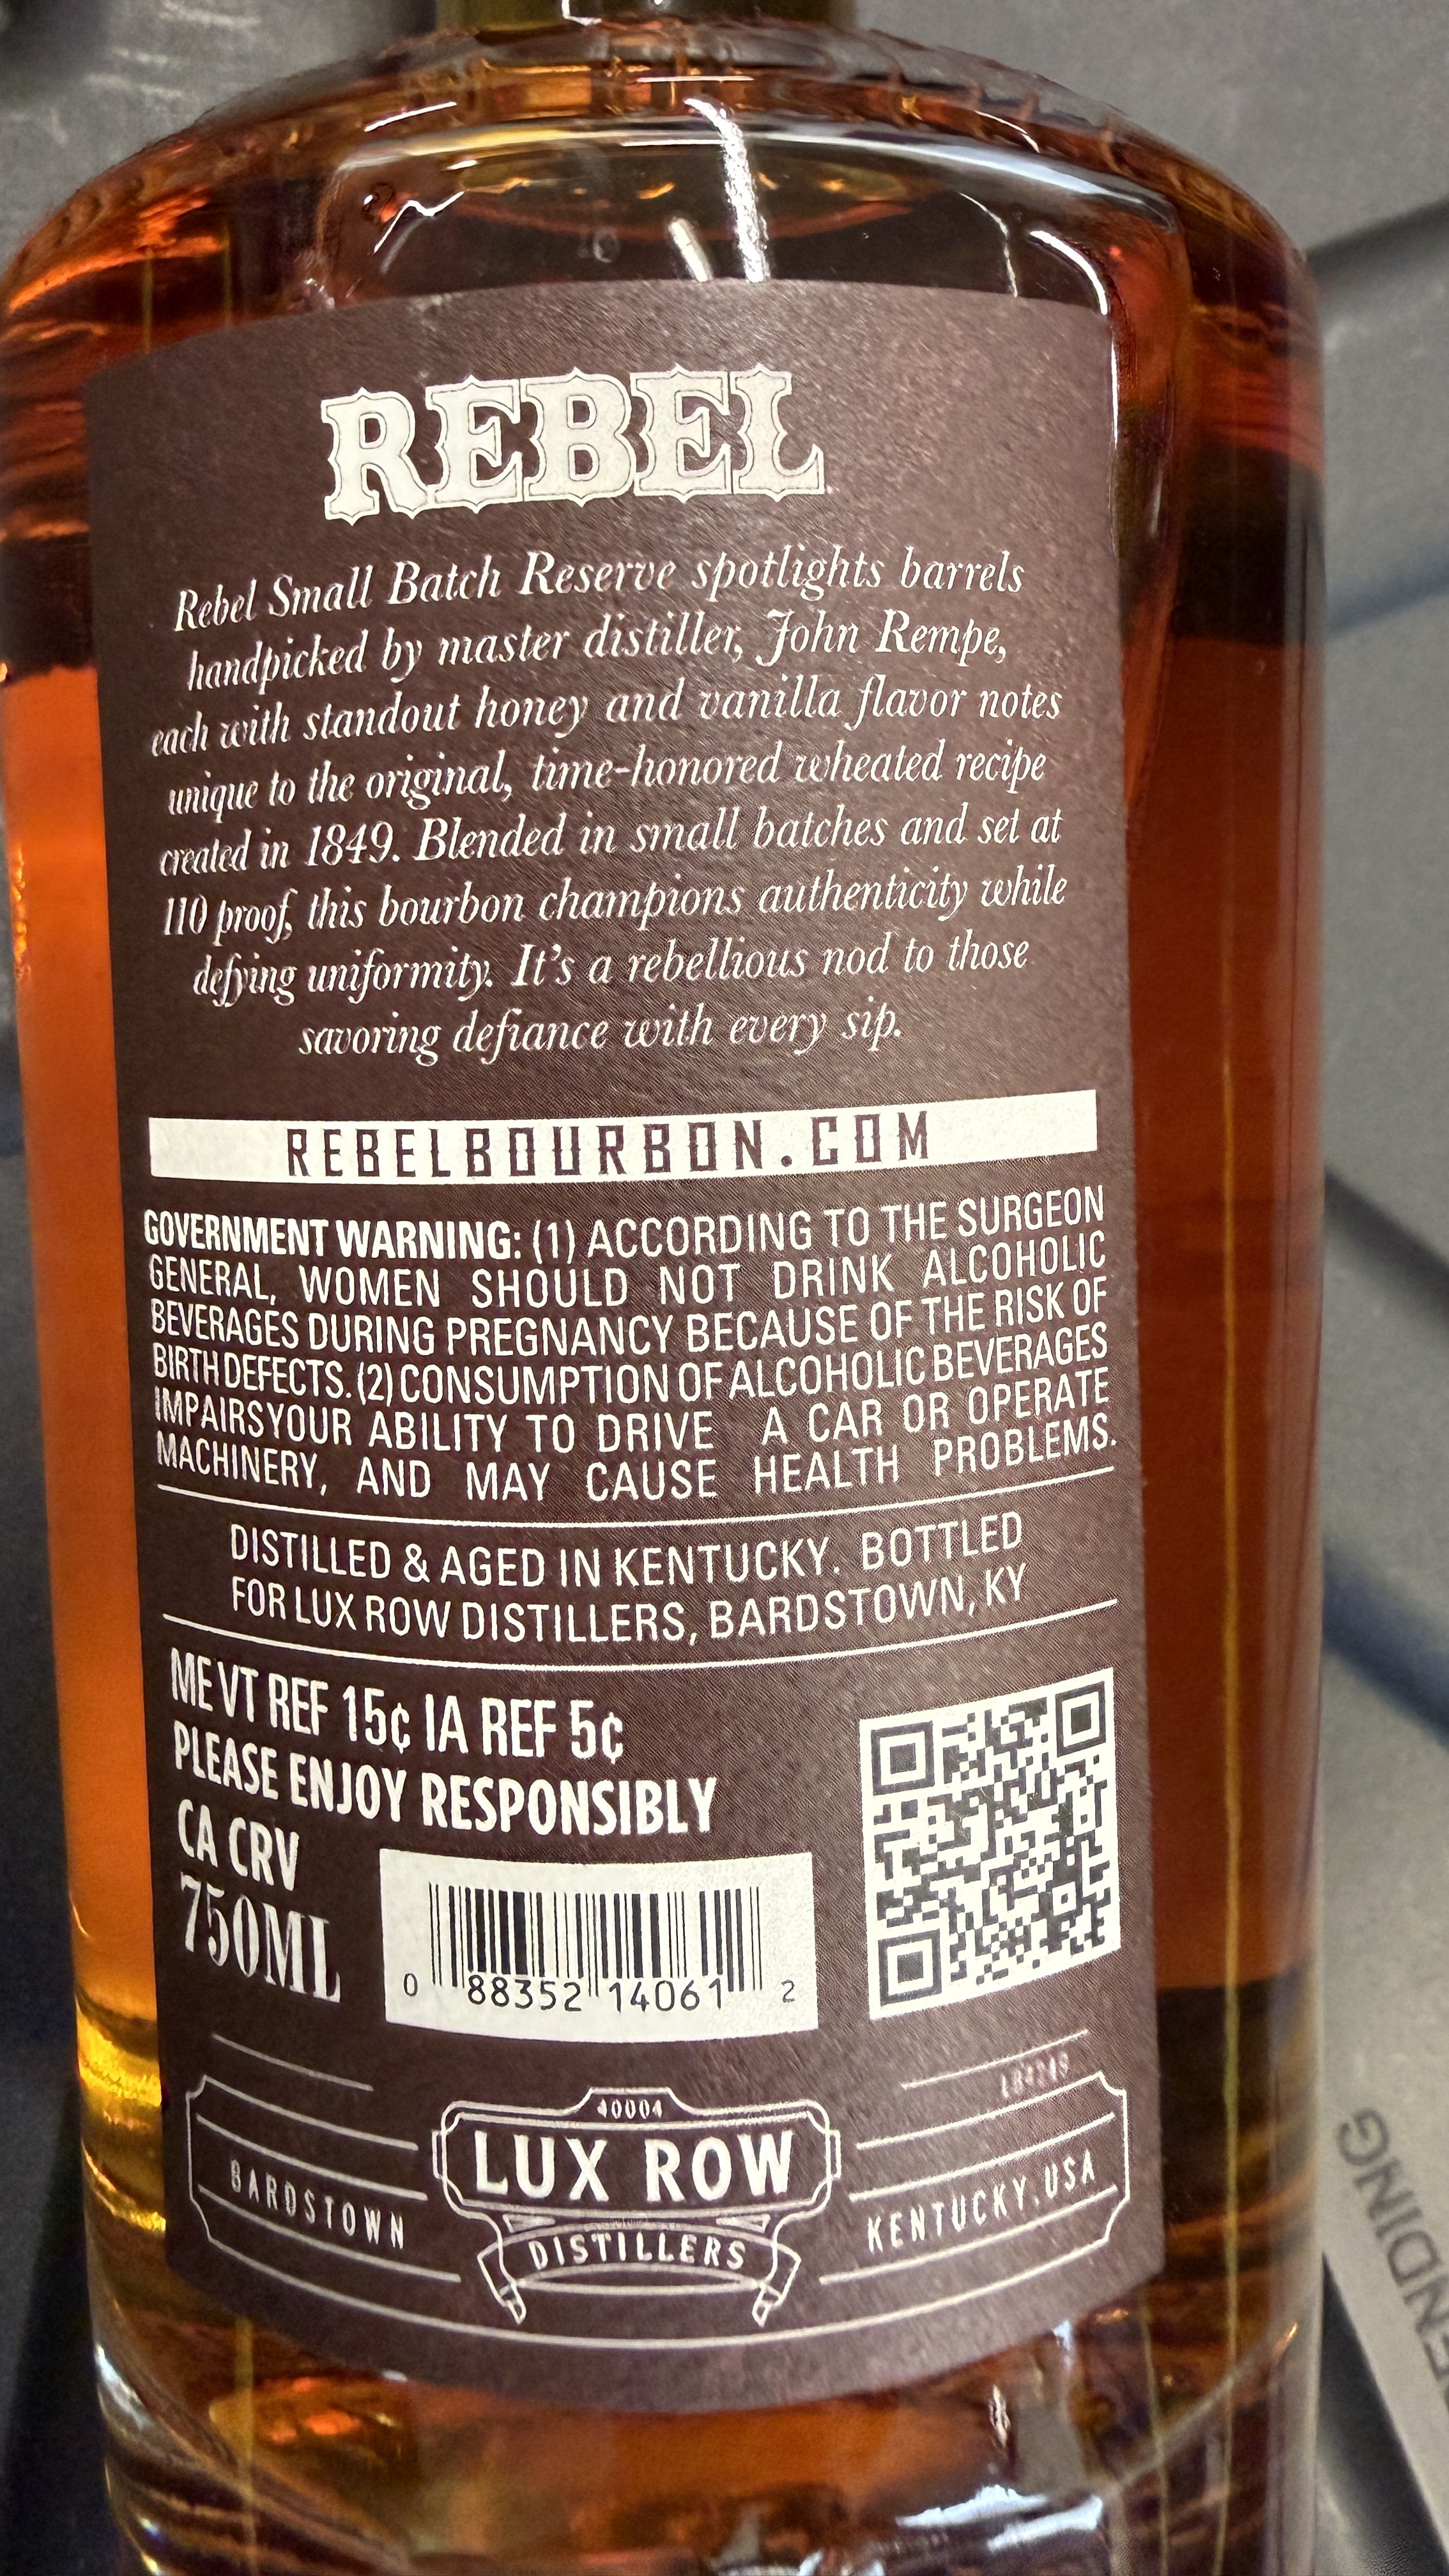 REBEL
Rebel Small Batch Reserve spotlights barrels
handpicked by master distiller, John Rempe,
each with standout honey and vanilla flavor notes
unique to the original, time-honored wheated recipe
created in 1849. Blended in small batches and set at
110 proof, this bourbon champions authenticity while
defying uniformity. It's a rebellious nod to those
savoring defiance with every sip.
REBELBOURBON.COM
GOVERNMENT WARNING: (1) ACCORDING TO THE SURGEON
GENERAL, WOMEN SHOULD NOT DRINK ALCOHOLIC
BEVERAGES DURING PREGNANCY BECAUSE OF THE RISK OF
BIRTH DEFECTS. (2) CONSUMPTION OF ALCOHOLIC BEVERAGES
IMPAIRS YOUR ABILITY TO DRIVE A CAR OR OPERATE
MACHINERY, AND MAY CAUSE HEALTH PROBLEMS.
DISTILLED & AGED IN KENTUCKY. BOTTLED
FOR LUX ROW DISTILLERS, BARDSTOWN, KY
ME VT REF 15¢ IA REF 5¢
PLEASE ENJOY RESPONSIBLY
CA CRV
750ML
0 88352 14061 2
40004
LUX ROW
DISTILLERS
BARDSTOWN
KENTUCKY, USA
ENDING